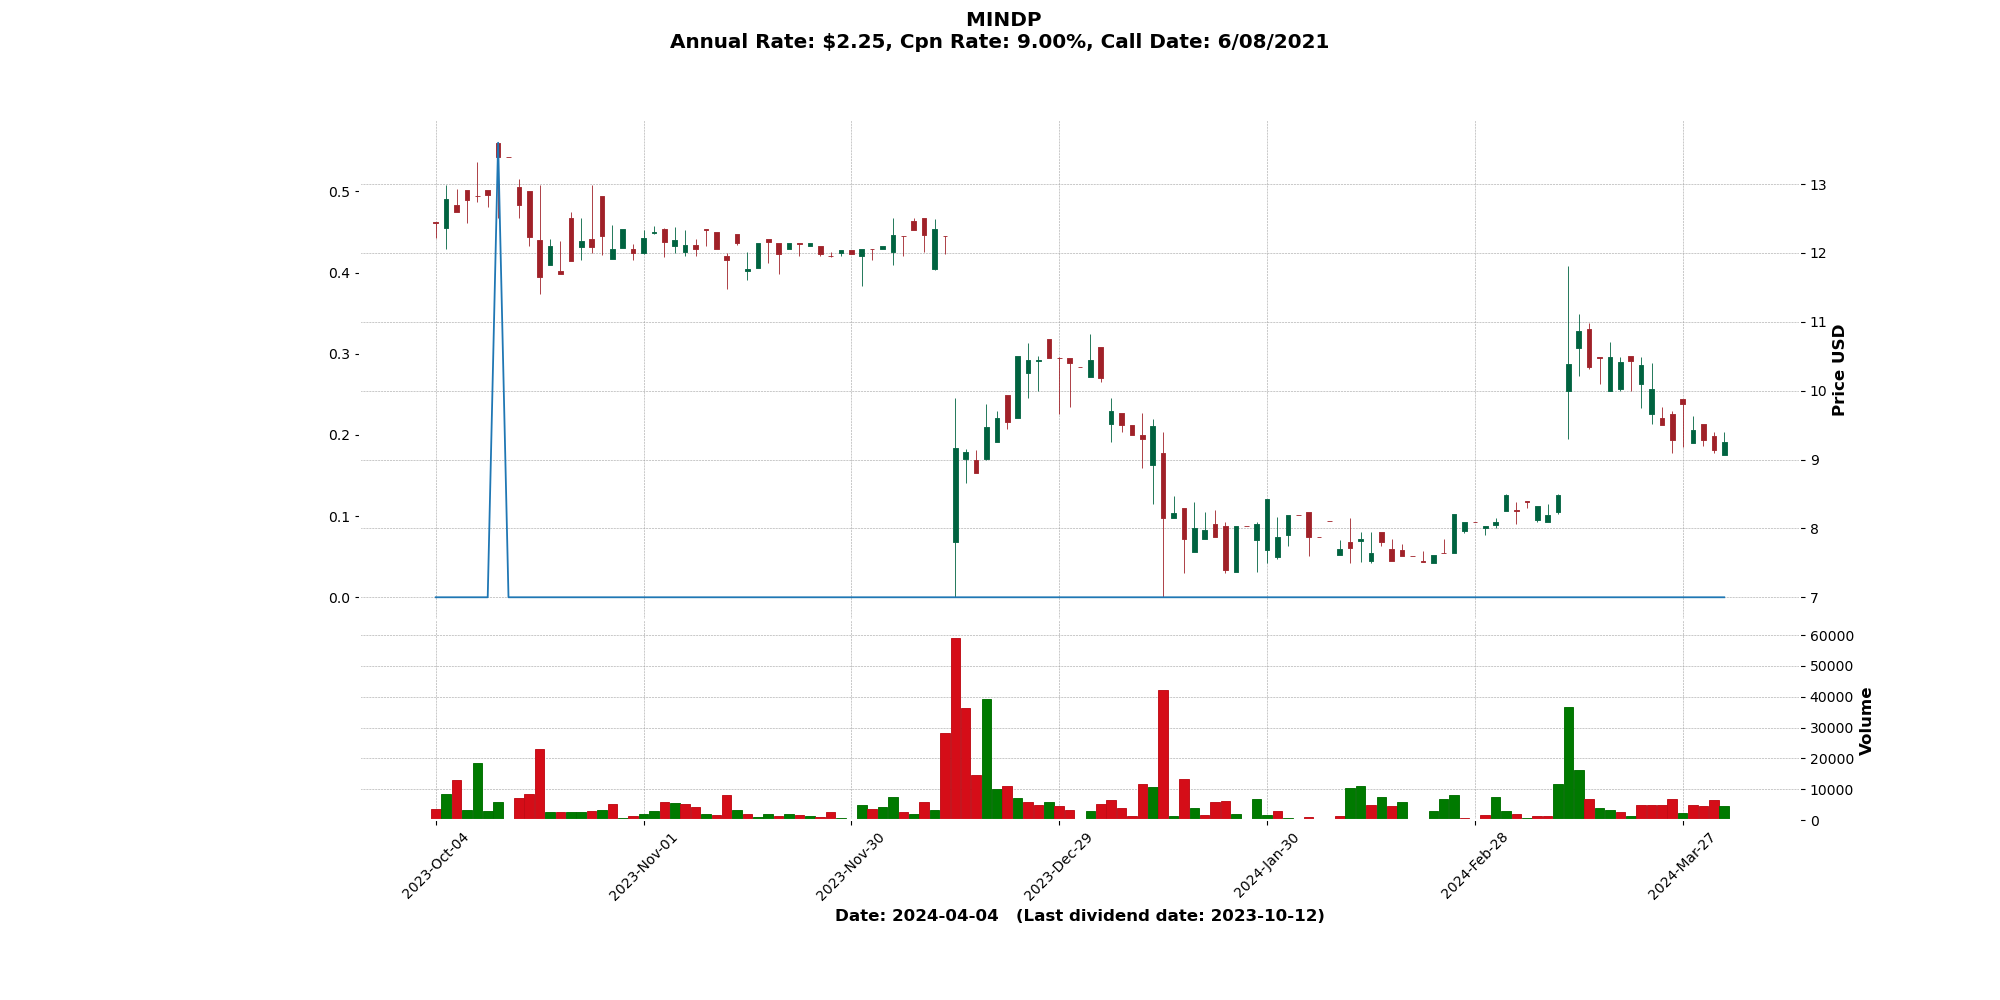 MINDP
Annual Rate: $2.25, Cpn Rate: 9.00%, Call Date: 6/08/2021
0.5
0.4
0.3
0.2
0.1
0.0
13
12
11
10
9
8
7
Price USD
60000
50000
40000
30000
20000
10000
0
Volume
2023-Oct-04
2023-Nov-01
2023-Nov-30
2023-Dec-29
2024-Jan-30
2024-Feb-28
2024-Mar-27
Date: 2024-04-04 (Last dividend date: 2023-10-12)